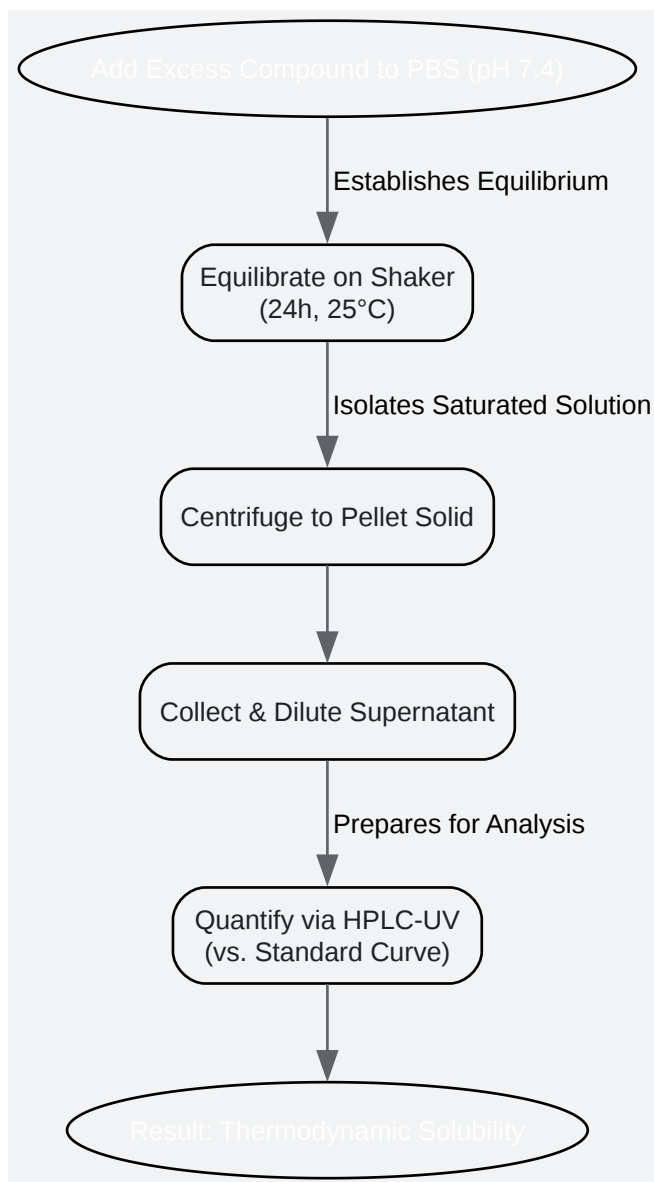 Add Excess Compound to PBS (pH 7.4)
Establishes Equilibrium
Equilibrate on Shaker
(24h, 25°C)
Isolates Saturated Solution
Centrifuge to Pellet Solid
Collect & Dilute Supernatant
Prepares for Analysis
Quantify via HPLC-UV
(vs. Standard Curve)
Result: Thermodynamic Solubility